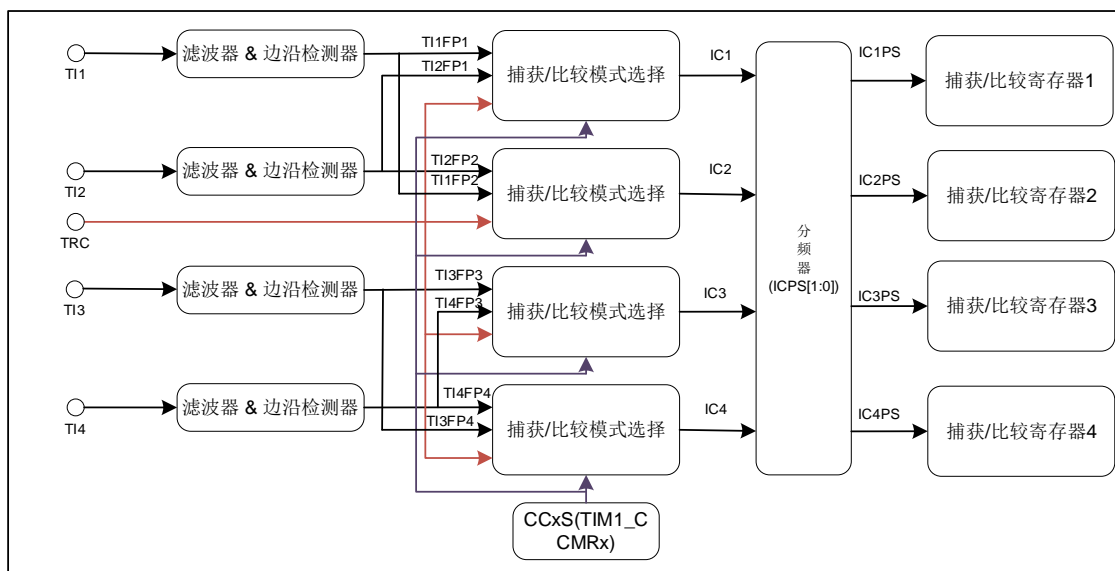 TI1
滤波器 & 边沿检测器
TI1FP1
TI2FP1
捕获/比较模式选择
IC1
IC1PS
捕获/比较寄存器1
TI2
滤波器 & 边沿检测器
TI2FP2
TI1FP2
捕获/比较模式选择
IC2
IC2PS
捕获/比较寄存器2
TRC
分
频
器
(ICPS[1:0])
TI3
滤波器 & 边沿检测器
TI3FP3
TI4FP3
捕获/比较模式选择
IC3
IC3PS
捕获/比较寄存器3
TI4
滤波器 & 边沿检测器
TI4FP4
TI3FP4
捕获/比较模式选择
IC4
IC4PS
捕获/比较寄存器4
CCxS(TIM1_C
CMRx)